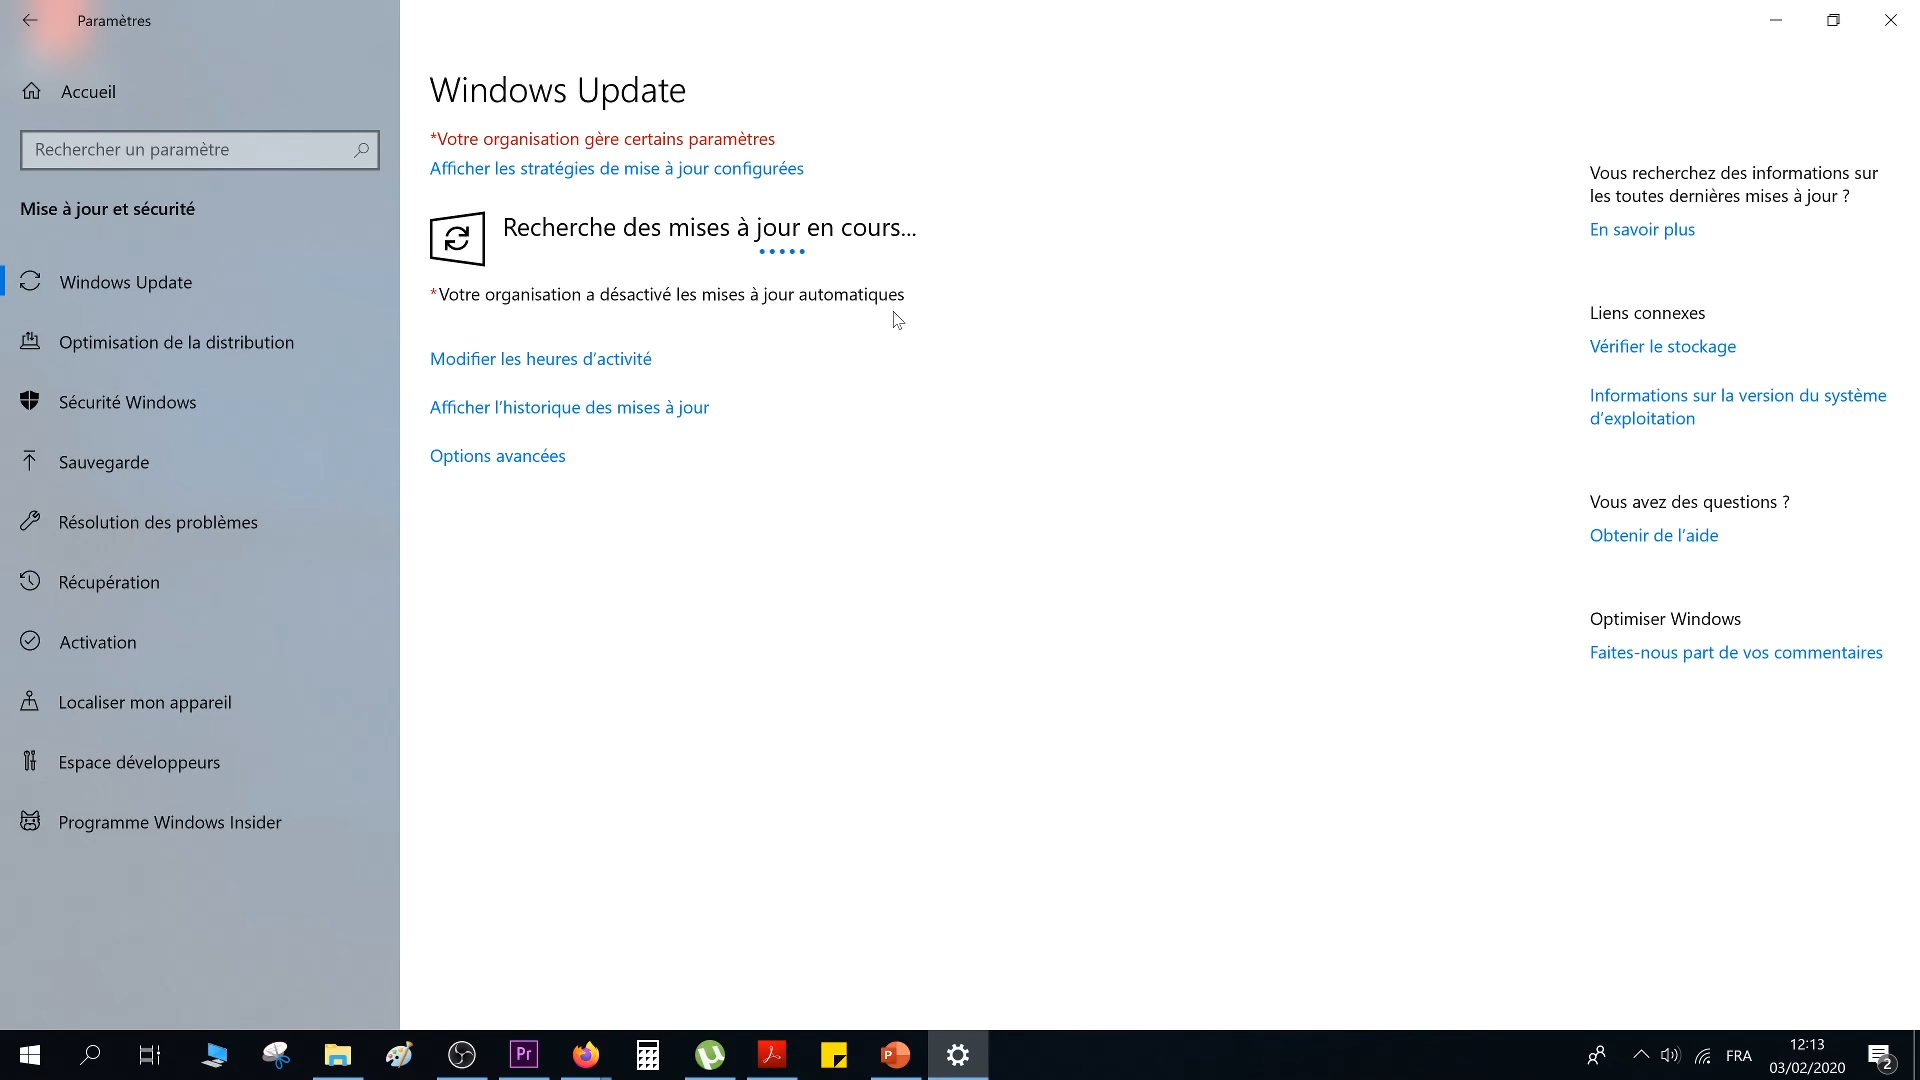 Paramètres
Accueil
Rechercher un paramètre
Mise à jour et sécurité
Windows Update
Optimisation de la distribution
Sécurité Windows
Sauvegarde
Résolution des problèmes
Récupération
Activation
Localiser mon appareil
Espace développeurs
Programme Windows Insider
Windows Update
*Votre organisation gère certains paramètres
Afficher les stratégies de mise à jour configurées
Recherche des mises à jour en cours...
*Votre organisation a désactivé les mises à jour automatiques
Modifier les heures d’activité
Afficher l’historique des mises à jour
Options avancées
Vous recherchez des informations sur
les toutes dernières mises à jour ?
En savoir plus
Liens connexes
Vérifier le stockage
Informations sur la version du système
d’exploitation
Vous avez des questions ?
Obtenir de l’aide
Optimiser Windows
Faites-nous part de vos commentaires
Pr
P
FRA
12:13
03/02/2020
2